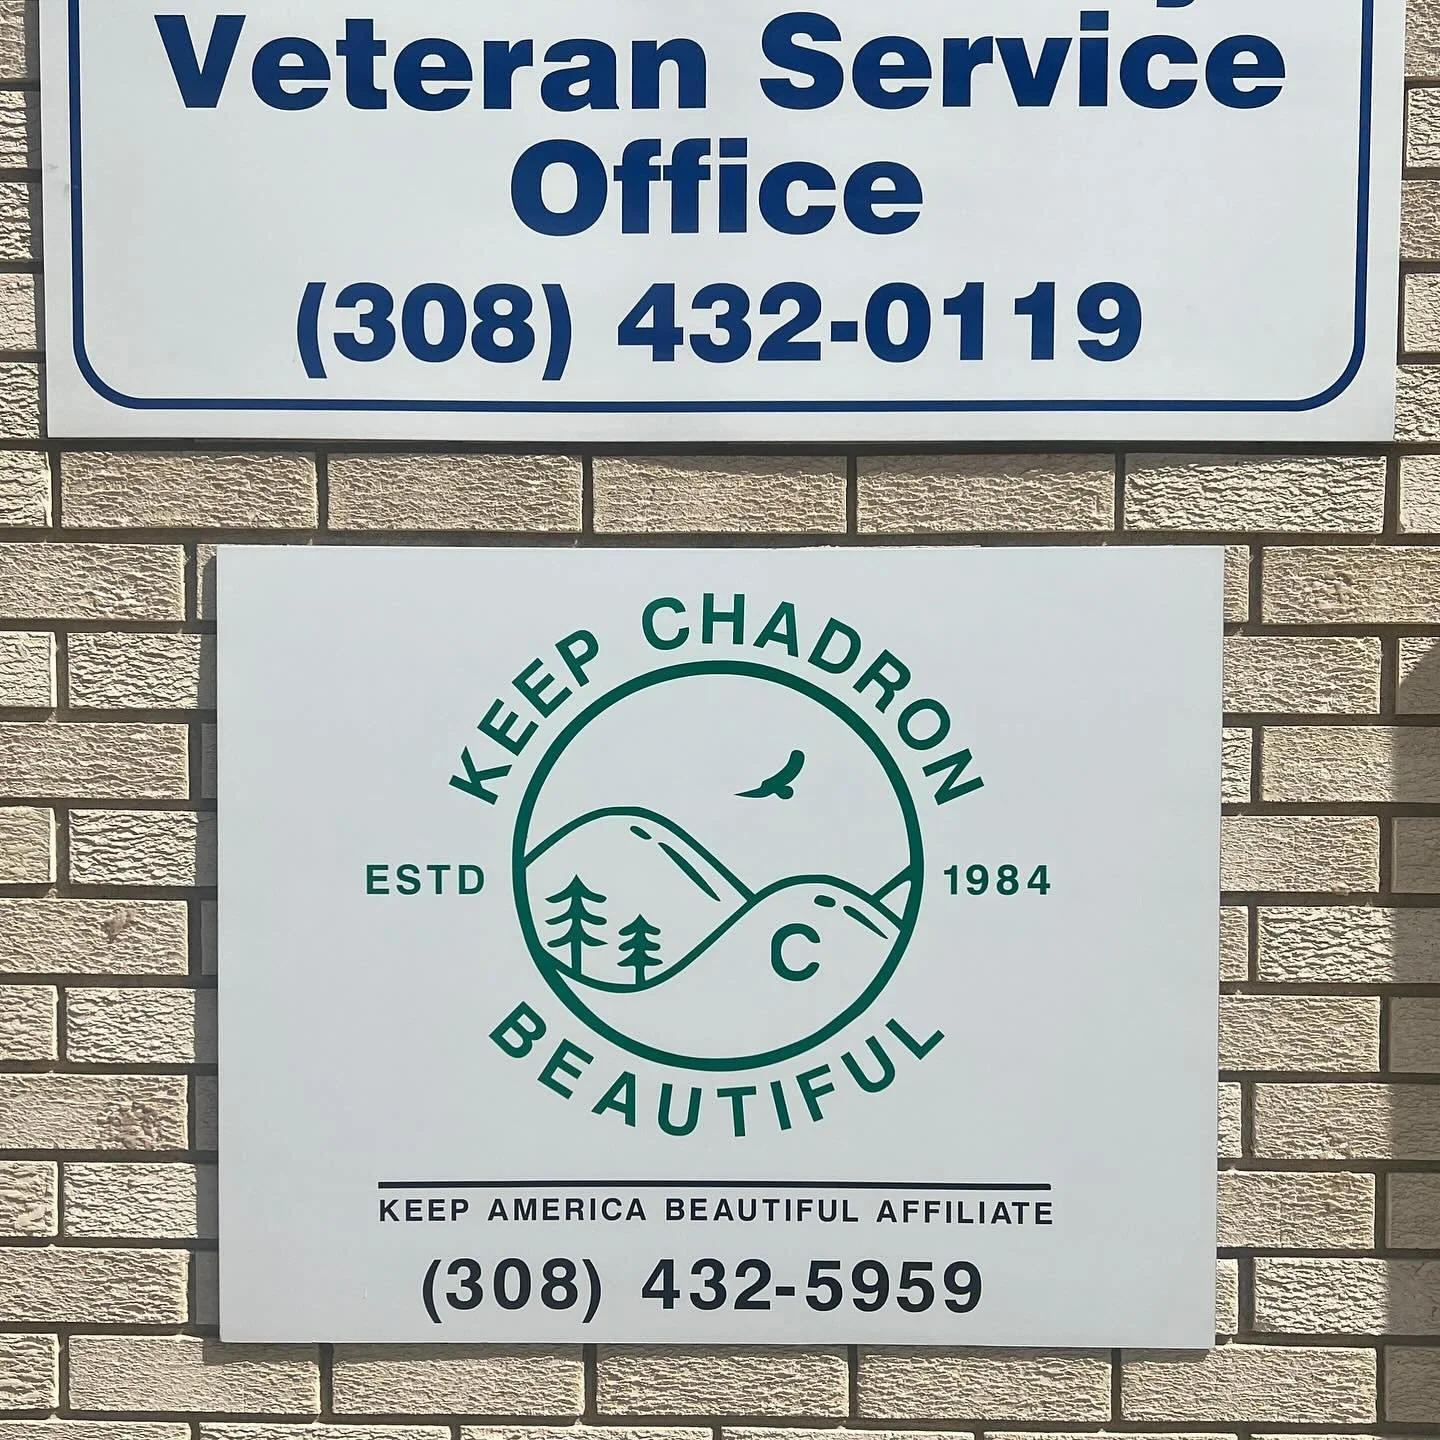 Veteran Service
Office
(308) 432-0119
KEEP CHADRON
ESTD 1984
C
BEAUTIFUL
KEEP AMERICA BEAUTIFUL AFFILIATE
(308) 432-5959